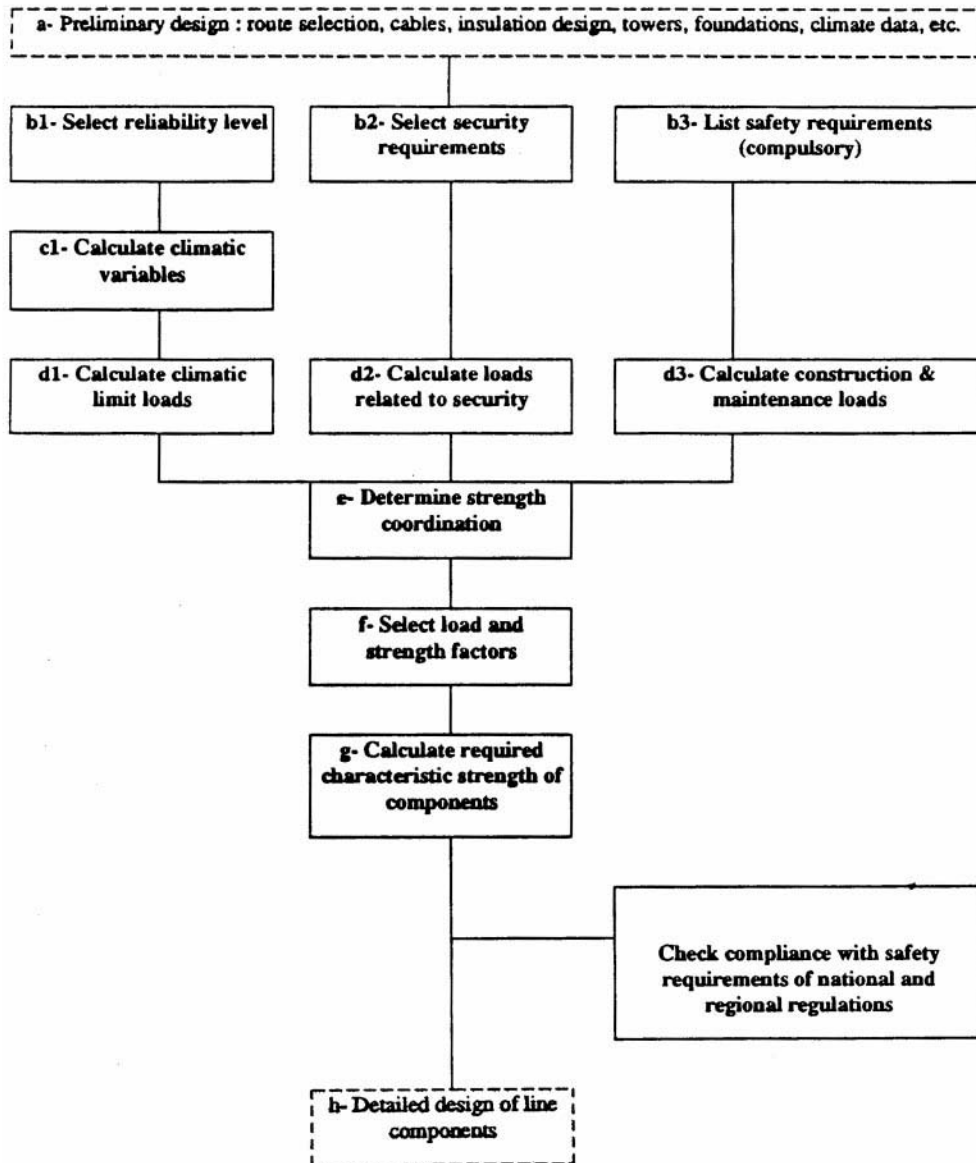 a- Preliminary design : route selection, cables, insulation design, towers, foundations, climate data, etc.
b1- Select reliability level
b2- Select security
requirements
b3- List safety requirements
(compulsory)
c1- Calculate climatic
variables
d1- Calculate climatic
limit loads
d2- Calculate loads
related to security
d3- Calculate construction &
maintenance loads
e- Determine strength
coordination
f- Select load and
strength factors
g- Calculate required
characteristic strength of
components
Check compliance with safety
requirements of national and
regional regulations
h- Detailed design of line
components